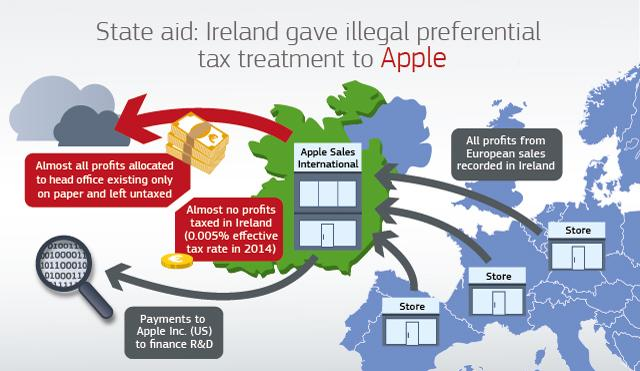 State aid: Ireland gave illegal preferential
tax treatment to Apple
Almost all profits allocated
to head office existing only
on paper and left untaxed
Apple Sales
International
All profits from
European sales
recorded in Ireland
Almost no profits
taxed in Ireland
(0.005% effective
tax rate in 2014)
Payments to
Apple Inc. (US)
to finance R&D
Store
Store
Store